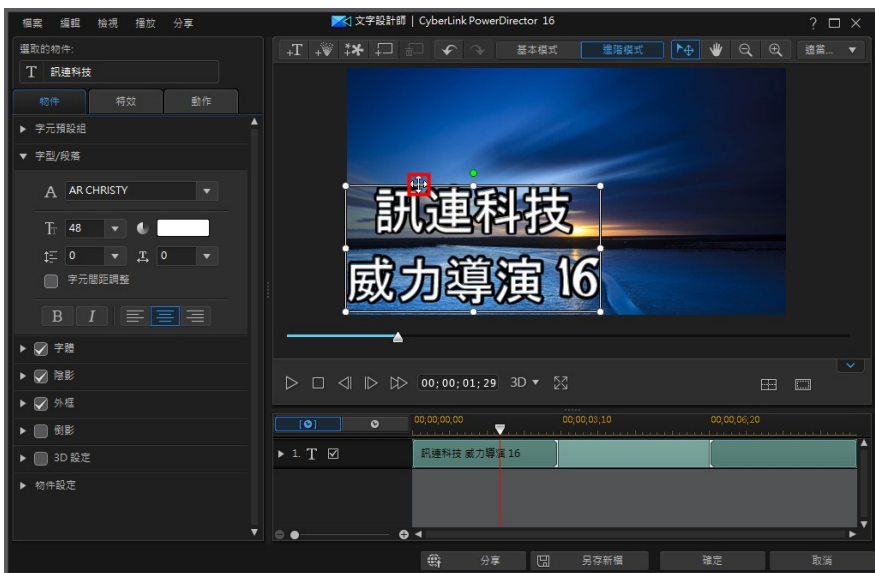 檔案 編輯 檢視 播放 分享
文字設計師 | CyberLink PowerDirector 16
? □ ×
選取的物件:
T 訊連科技
物件 特效 動作
字元預設組
字型/段落
AR CHRISTY
48
0 0
字元間距調整
B I
字體
陰影
外框
倒影
3D 設定
物件設定
基本模式 進階模式 適當...
訊連科技
威力導演 16
00;00;01;29 3D
00;00;00;00 00;00;03;10 00;00;06;20
1. T 訊連科技 威力導演 16
分享 另存新檔 確定 取消